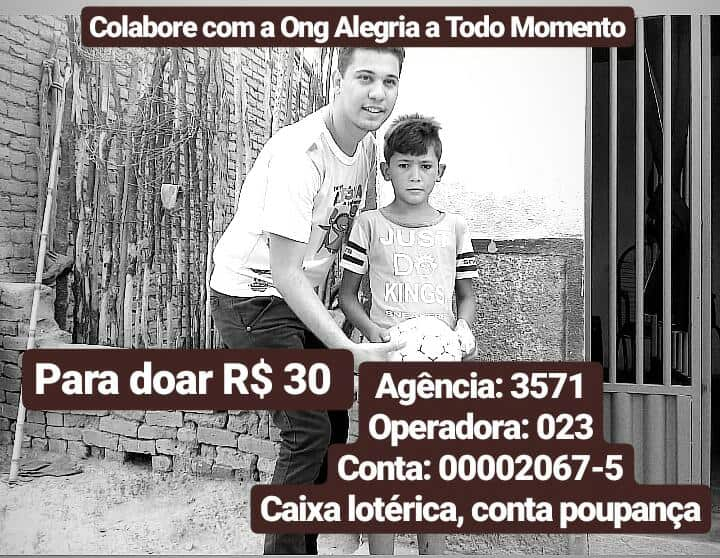 Colabore com a Ong Alegria a Todo Momento
JUST
DO
KINGS
Para doar R$ 30
Agência: 3571
Operadora: 023
Conta: 00002067-5
Caixa lotérica, conta poupança